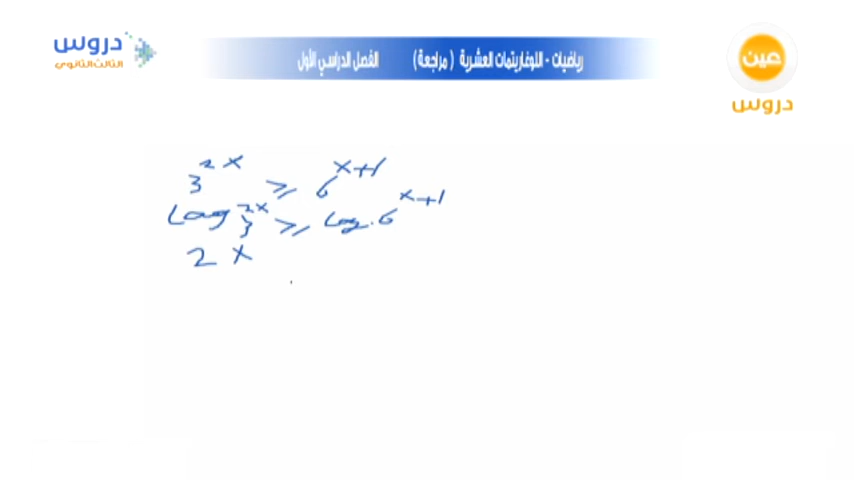 دروس
الثالث الثانوي
رياضيات - اللوغاريتمات العشرية ( مراجعة ) الفصل الدراسي الأول
عين
دروس
3^{2x} ≥ 6^{x+1}
Log 3^{2x} ≥ Log 6^{x+1}
2x